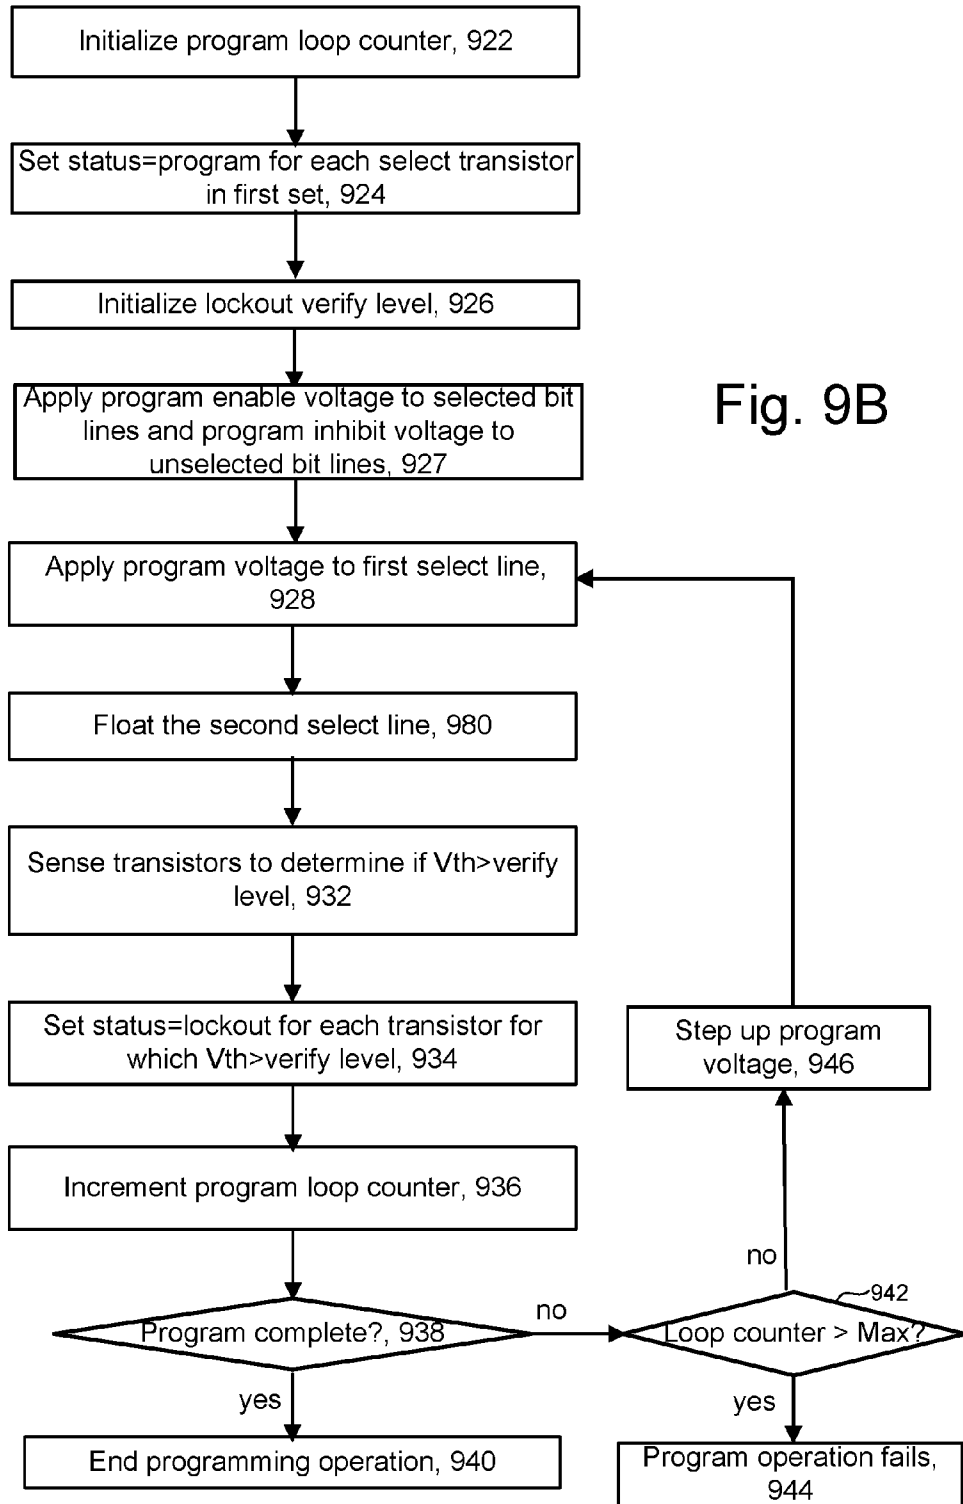 Initialize program loop counter, 922
Set status=program for each select transistor
in first set, 924
Initialize lockout verify level, 926
Apply program enable voltage to selected bit
lines and program inhibit voltage to
unselected bit lines, 927
Fig. 9B
Apply program voltage to first select line,
928
Float the second select line, 980
Sense transistors to determine if Vth>verify
level, 932
Set status=lockout for each transistor for
which Vth>verify level, 934
Step up program
voltage, 946
Increment program loop counter, 936
no
942
Program complete?, 938
no
Loop counter > Max?
yes
yes
End programming operation, 940
Program operation fails,
944